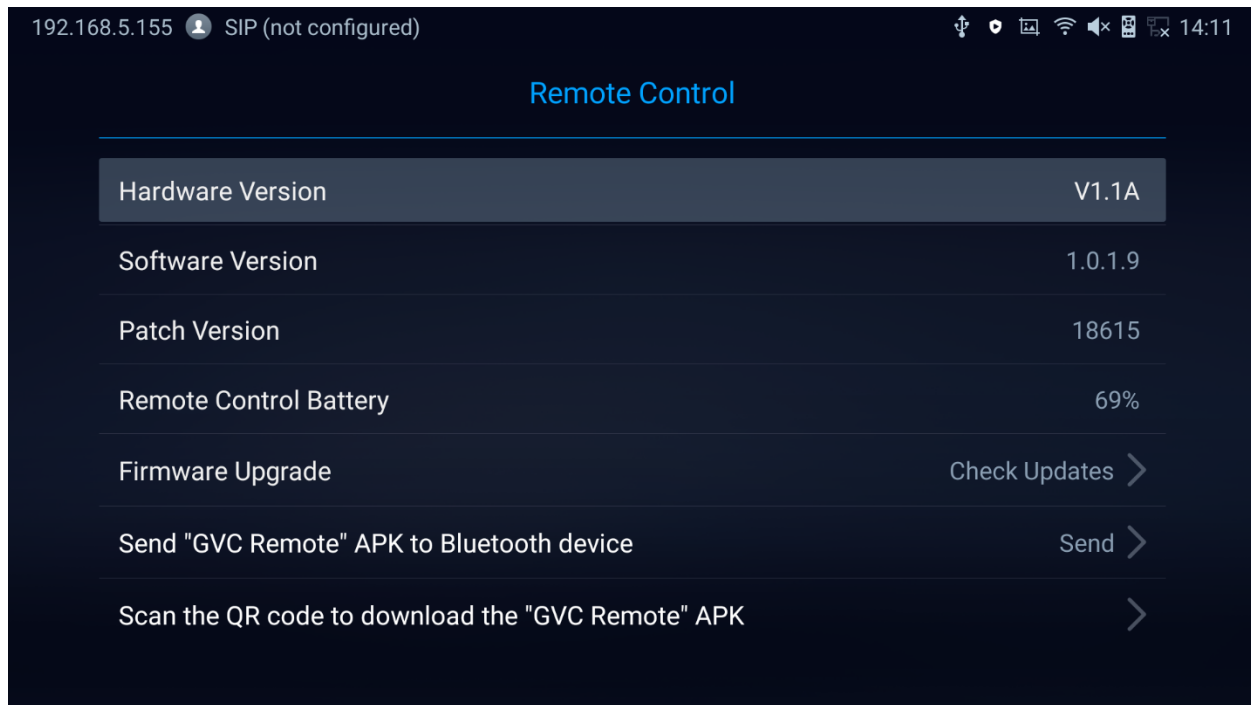 192.168.5.155 SIP (not configured) 14:11
Remote Control
Hardware Version V1.1A
Software Version 1.0.1.9
Patch Version 18615
Remote Control Battery 69%
Firmware Upgrade Check Updates
Send "GVC Remote" APK to Bluetooth device Send
Scan the QR code to download the "GVC Remote" APK